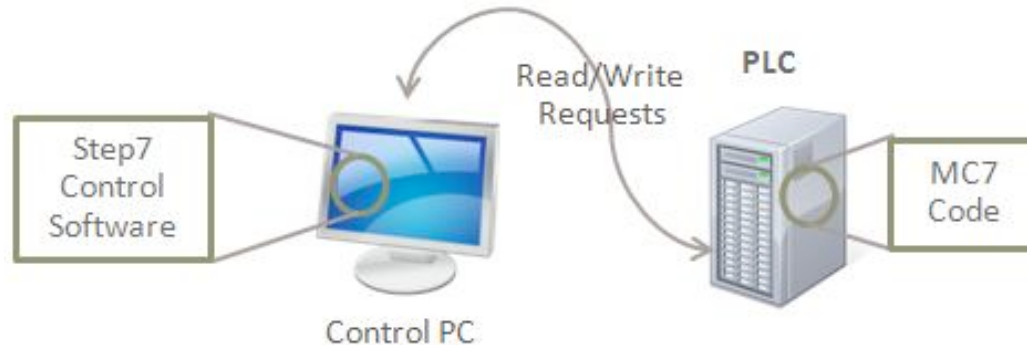 PLC
Read/Write
Requests
Step7
Control
Software
MC7
Code
Control PC